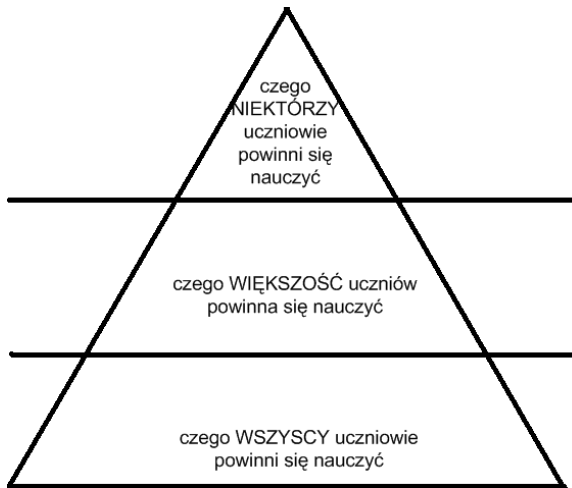 czego
NIEKTÓRZY
uczniowie
powinni się
nauczyć
czego WIĘKSZOŚĆ uczniów
powinna się nauczyć
czego WSZYSCY uczniowie
powinni się nauczyć